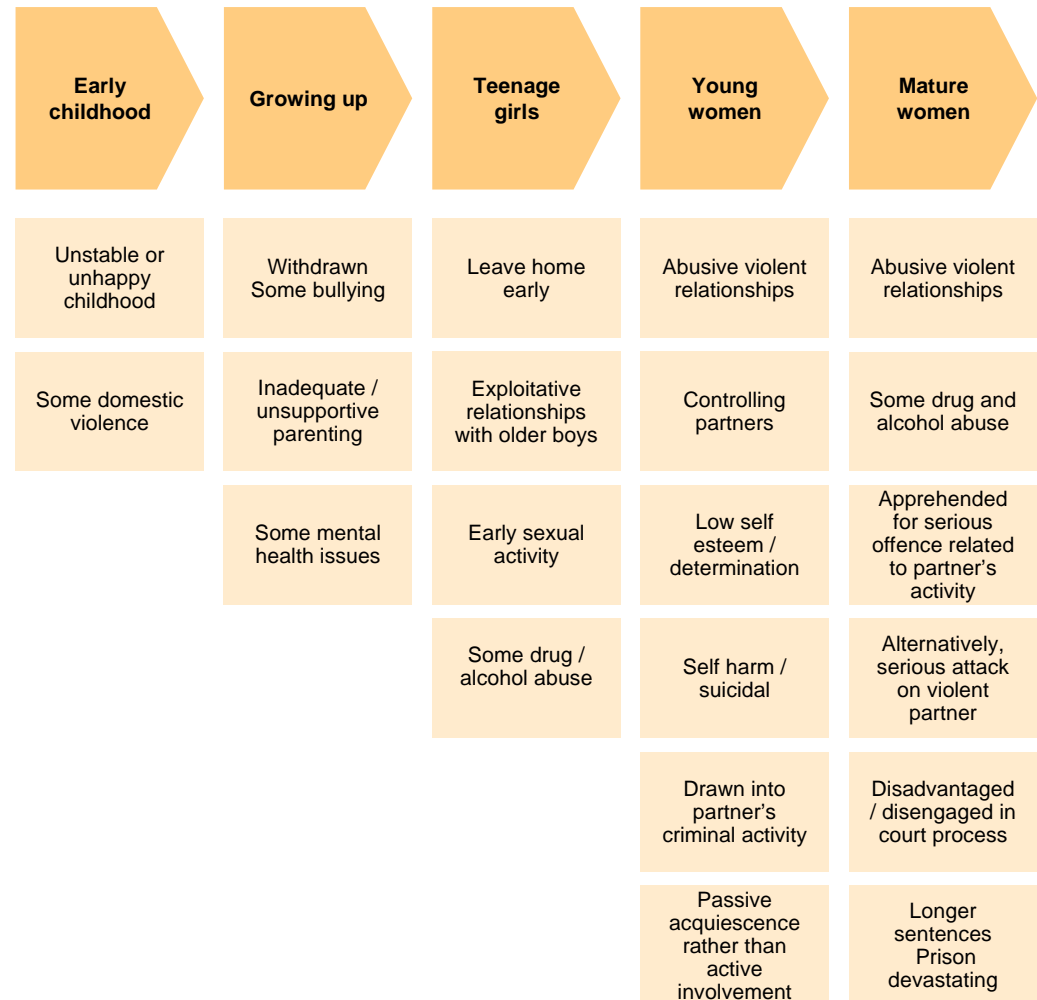 Early
childhood
Growing up
Teenage
girls
Young
women
Mature
women
Unstable or
unhappy
childhood
Withdrawn
Some bullying
Leave home
early
Abusive violent
relationships
Abusive violent
relationships
Some domestic
violence
Inadequate /
unsupportive
parenting
Exploitative
relationships
with older boys
Controlling
partners
Some drug and
alcohol abuse
Some mental
health issues
Early sexual
activity
Low self
esteem /
determination
Apprehended
for serious
offence related
to partner’s
activity
Some drug /
alcohol abuse
Self harm /
suicidal
Alternatively,
serious attack
on violent
partner
Drawn into
partner’s
criminal activity
Disadvantaged
/ disengaged in
court process
Passive
acquiescence
rather than
active
involvement
Longer
sentences
Prison
devastating